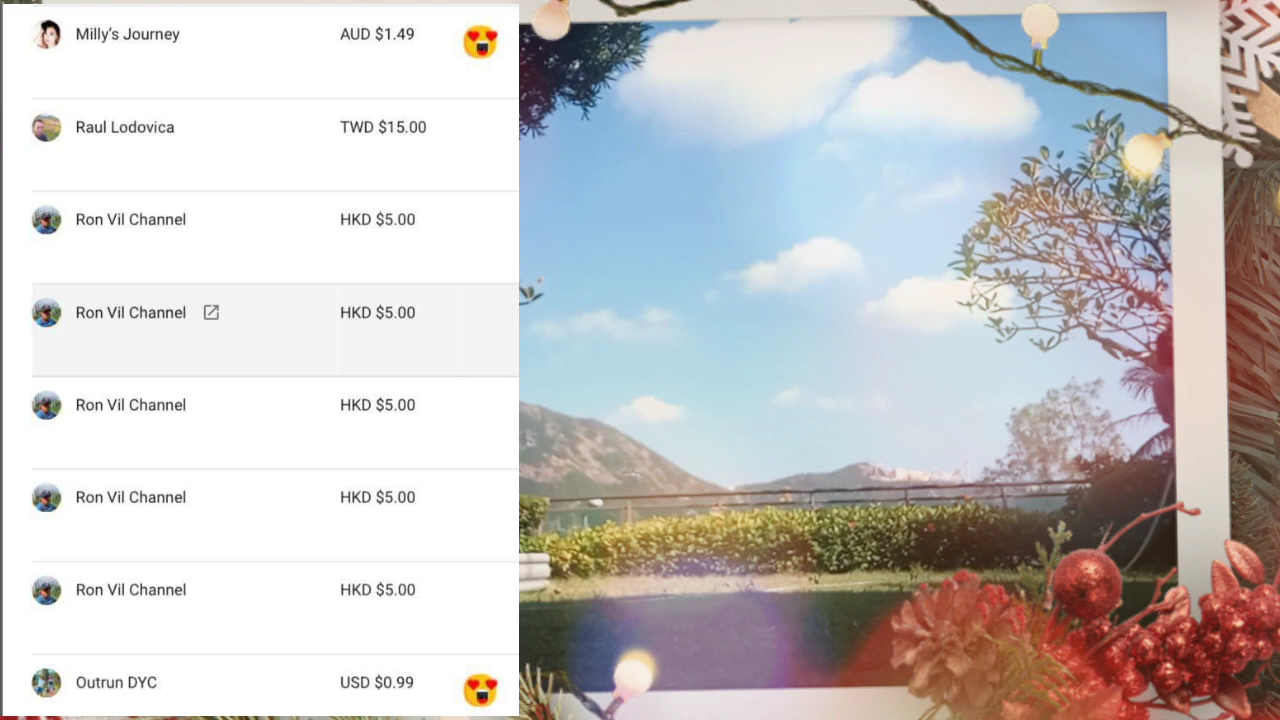 Milly’s Journey AUD $1.49
Raul Lodovica TWD $15.00
Ron Vil Channel HKD $5.00
Ron Vil Channel HKD $5.00
Ron Vil Channel HKD $5.00
Ron Vil Channel HKD $5.00
Ron Vil Channel HKD $5.00
Outrun DYC USD $0.99